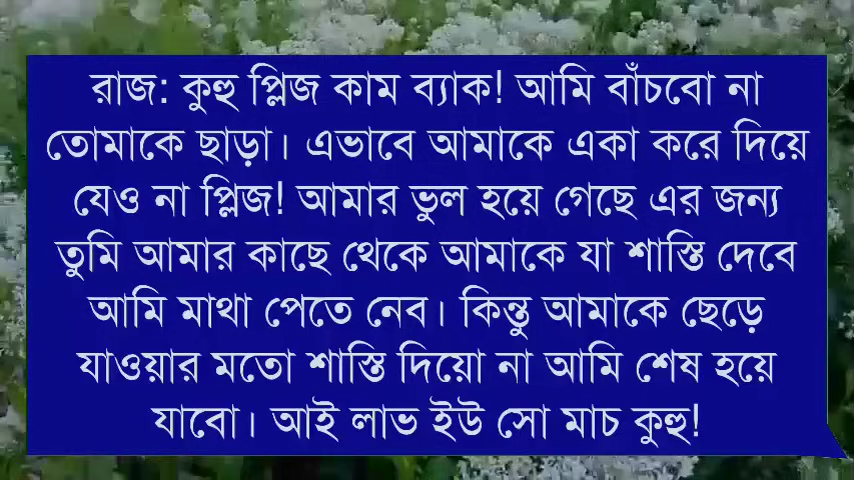 রাজ: কুহু প্লিজ কাম ব্যাক! আমি বাঁচবো না
তোমাকে ছাড়া। এভাবে আমাকে একা করে দিয়ে
যেও না প্লিজ! আমার ভুল হয়ে গেছে এর জন্য
তুমি আমার কাছে থেকে আমাকে যা শাস্তি দেবে
আমি মাথা পেতে নেব। কিন্তু আমাকে ছেড়ে
যাওয়ার মতো শাস্তি দিয়ো না আমি শেষ হয়ে
যাবো। আই লাভ ইউ সো মাচ কুহু!